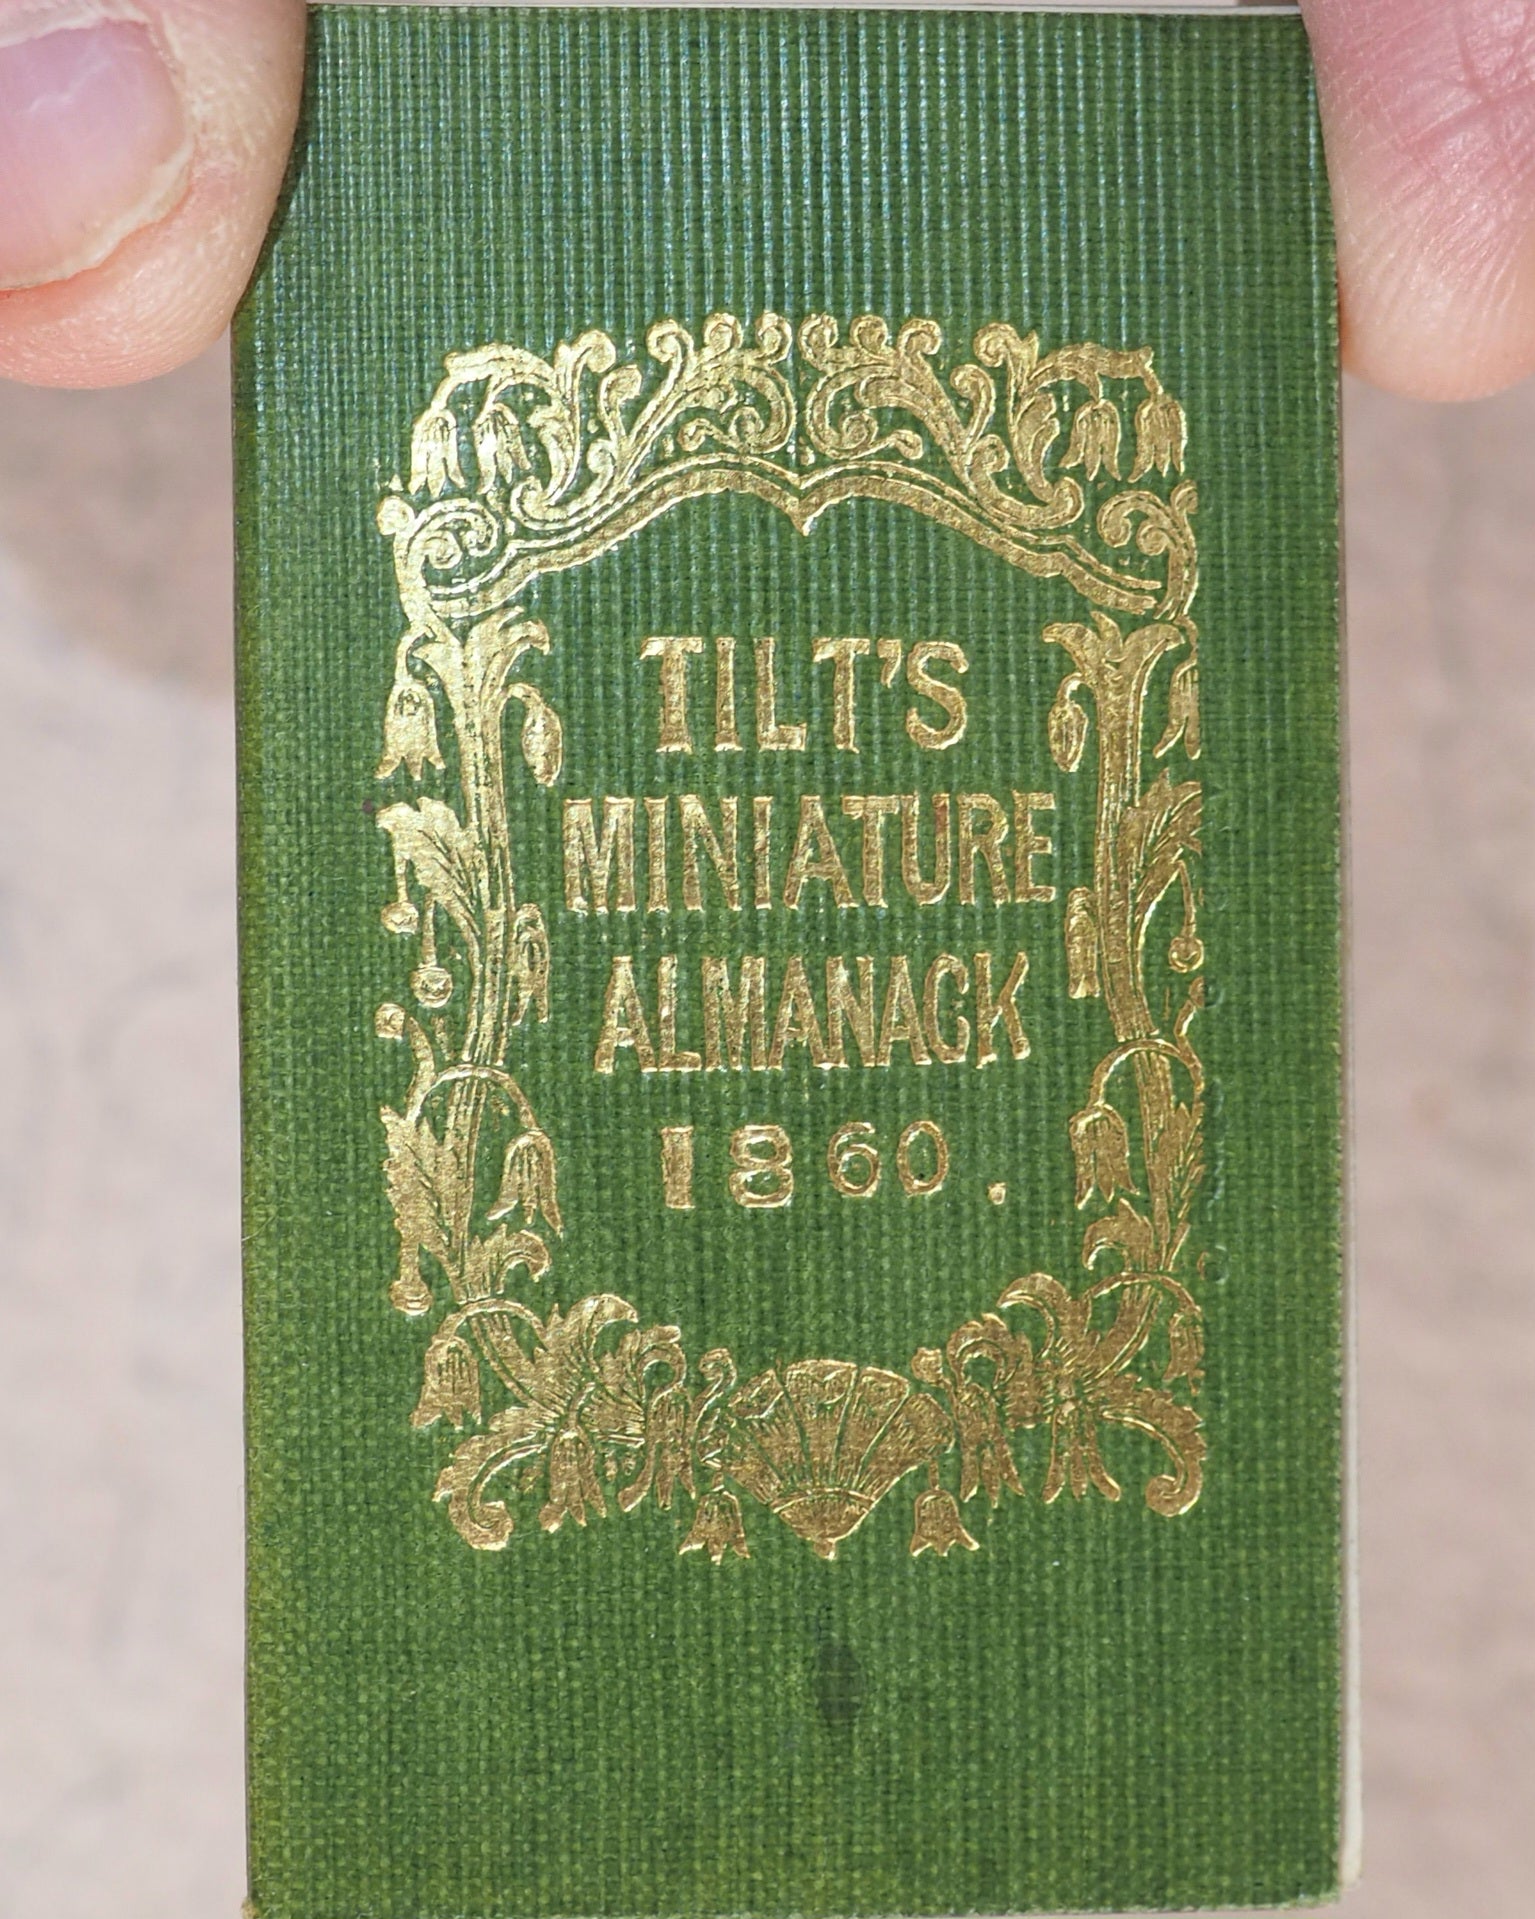 TILT'S
MINIATURE
ALMANACK
1860.